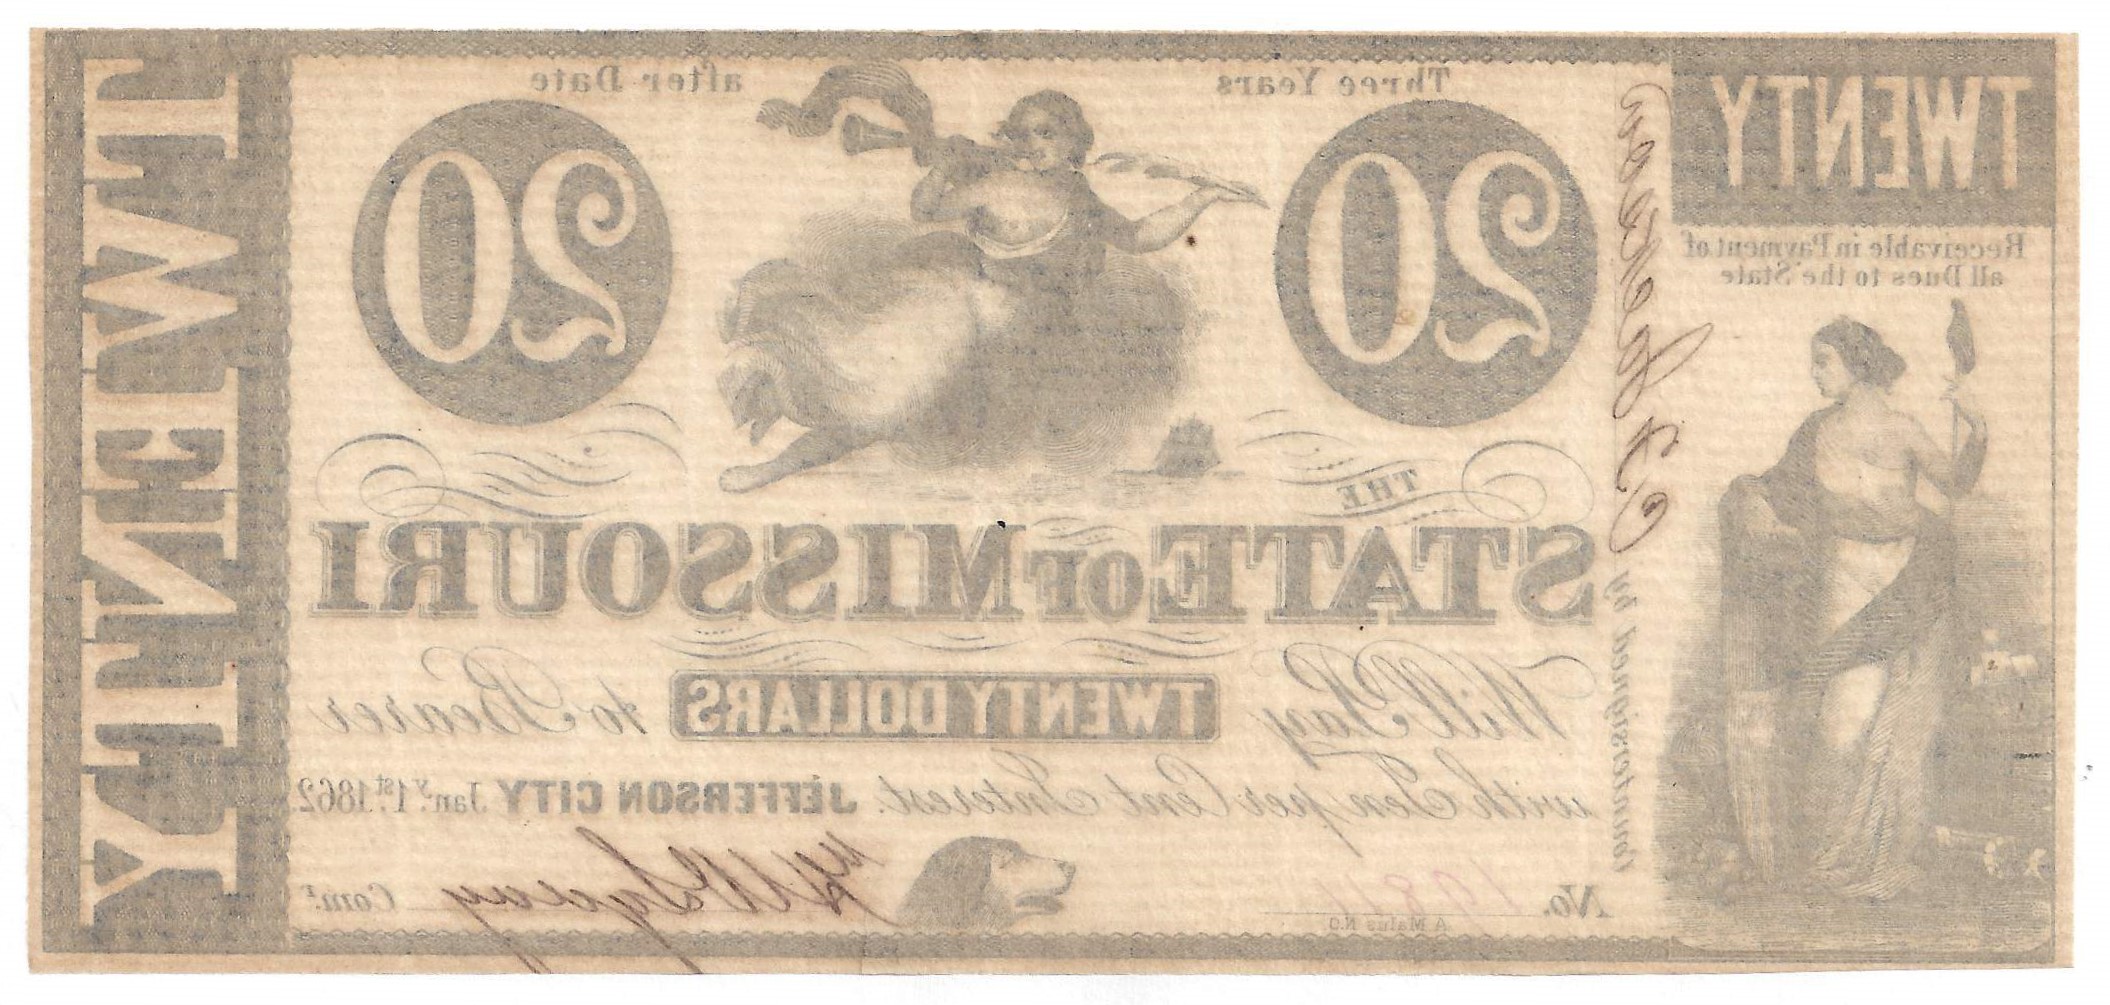 TWENTY
Receivable in Payment of
all Dues to the State
Countersigned by
Three Years after Date
20 20
THE
STATE OF MISSOURI
Will Pay TWENTY DOLLARS to Bearer
with Ten per Cent Interest. JEFFERSON CITY Jan.y 1st. 1862.
No.
Comr
A Malus N.O.
TWENTY